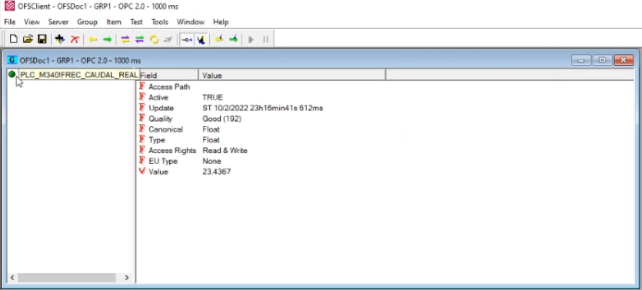 OFSClient - OFSDoc1 - GRP1 - OPC 2.0 - 1000 ms
File View Server Group Item Test Tools Window Help
OFSDoc1 - GRP1 - OPC 2.0 - 1000 ms
PLC_M340!FREC_CAUDAL_REAL Field Value
Access Path
Active TRUE
Update ST 10/2/2022 23h16min41s 612ms
Quality Good (192)
Canonical Float
Type Float
Access Rights Read & Write
EU Type None
Value 23.4367